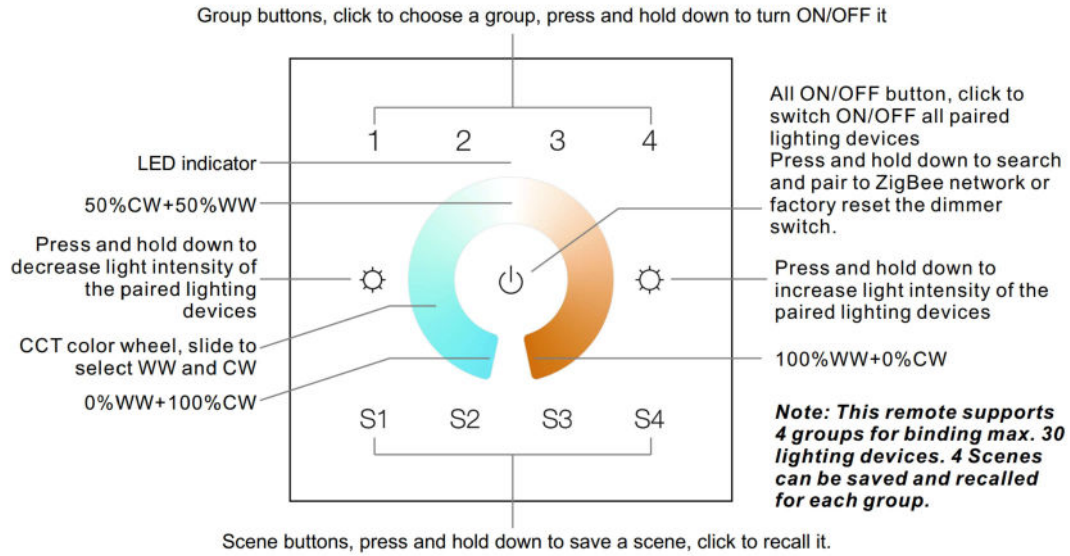 Group buttons, click to choose a group, press and hold down to turn ON/OFF it
1 2 3 4
LED indicator
50%CW+50%WW
Press and hold down to
decrease light intensity of
the paired lighting
devices
CCT color wheel, slide to
select WW and CW
0%WW+100%CW
All ON/OFF button, click to
switch ON/OFF all paired
lighting devices
Press and hold down to search
and pair to ZigBee network or
factory reset the dimmer
switch.
Press and hold down to
increase light intensity of the
paired lighting devices
100%WW+0%CW
Note: This remote supports
4 groups for binding max. 30
lighting devices. 4 Scenes
can be saved and recalled
for each group.
S1 S2 S3 S4
Scene buttons, press and hold down to save a scene, click to recall it.